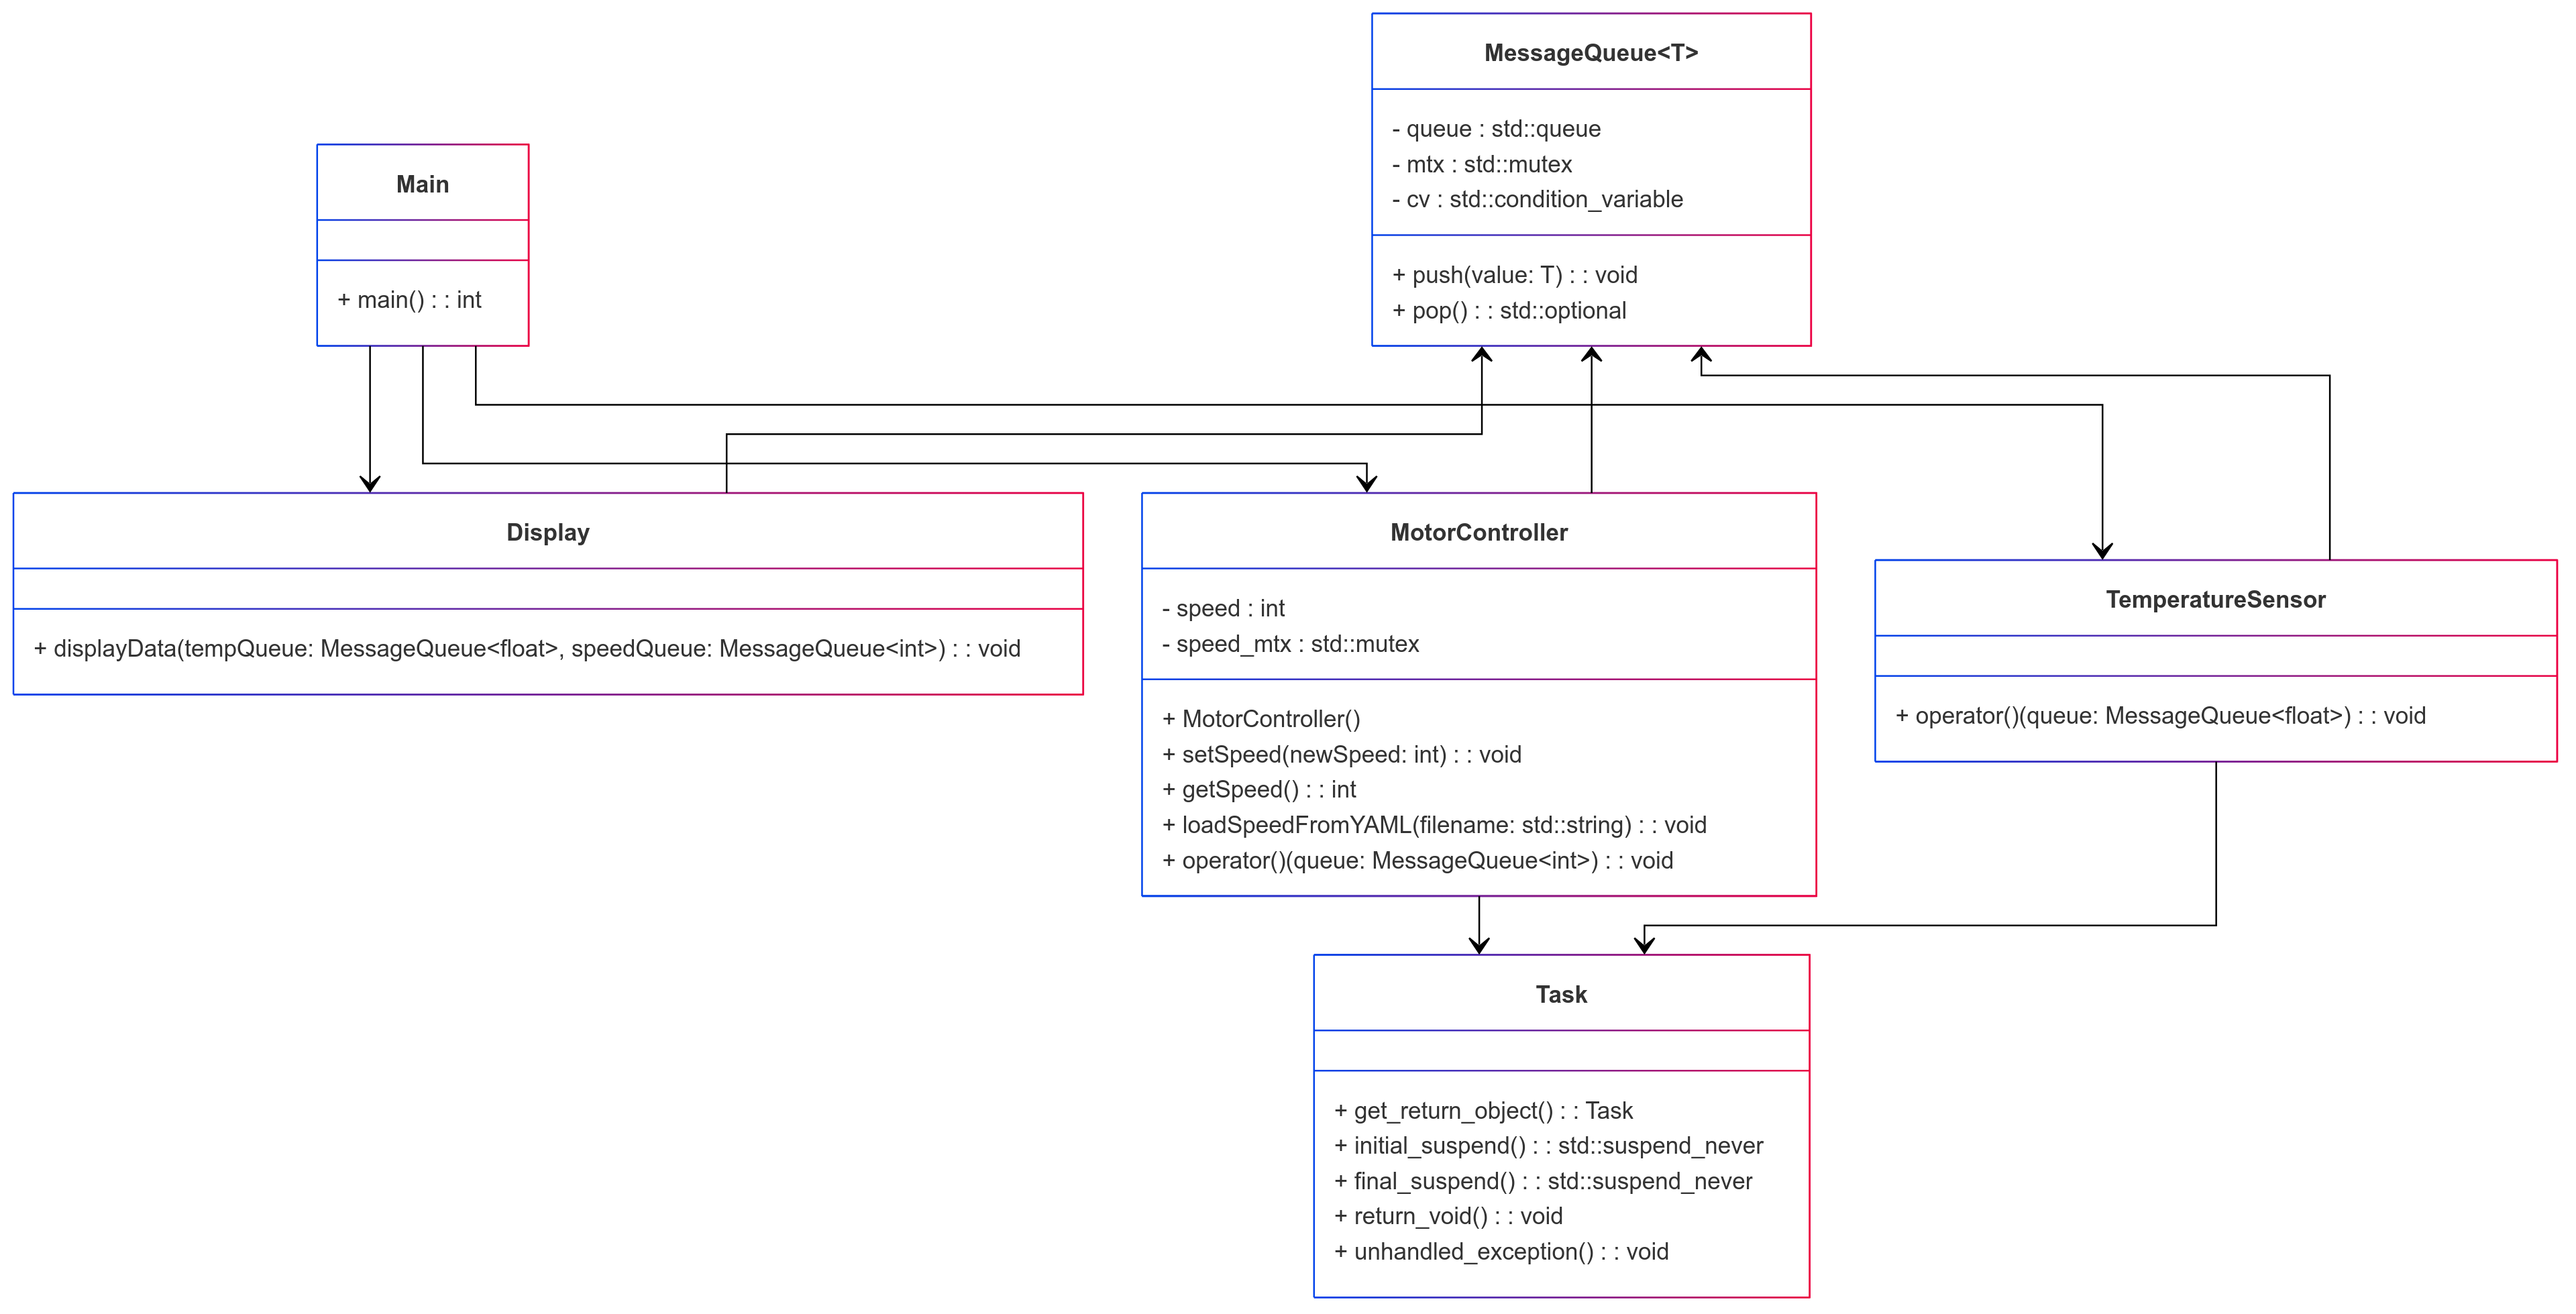 MessageQueue<T>
- queue : std::queue
- mtx : std::mutex
- cv : std::condition_variable
+ push(value: T) : : void
+ pop() : : std::optional
Main
+ main() : : int
Display
+ displayData(tempQueue: MessageQueue<float>, speedQueue: MessageQueue<int>) : : void
MotorController
- speed : int
- speed_mtx : std::mutex
+ MotorController()
+ setSpeed(newSpeed: int) : : void
+ getSpeed() : : int
+ loadSpeedFromYAML(filename: std::string) : : void
+ operator()(queue: MessageQueue<int>) : : void
TemperatureSensor
+ operator()(queue: MessageQueue<float>) : : void
Task
+ get_return_object() : : Task
+ initial_suspend() : : std::suspend_never
+ final_suspend() : : std::suspend_never
+ return_void() : : void
+ unhandled_exception() : : void